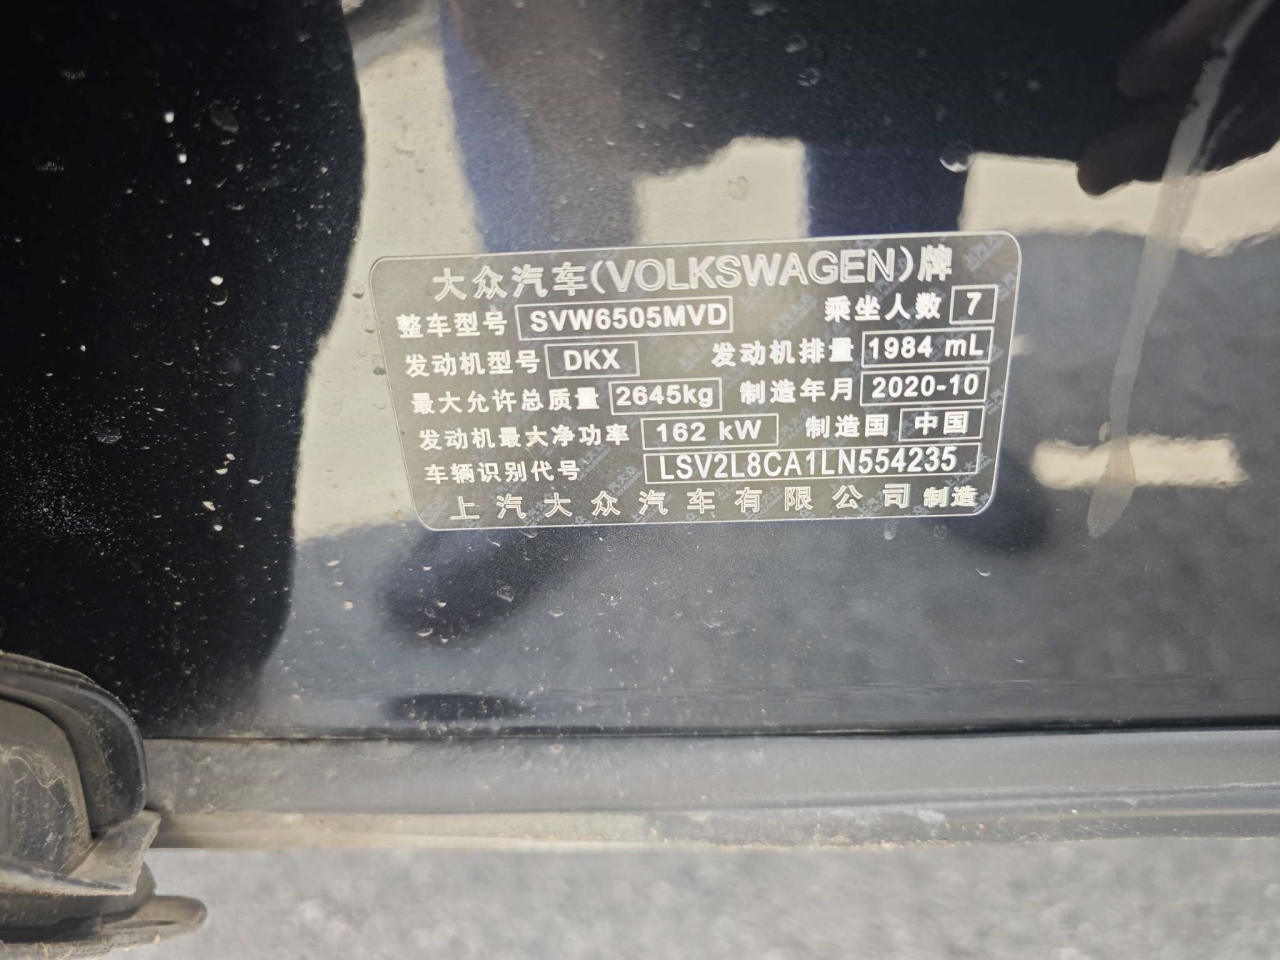 大众汽车(VOLKSWAGEN)牌
整车型号 SVW6505MVD 乘坐人数 7
发动机型号 DKX 发动机排量 1984 mL
最大允许总质量 2645kg 制造年月 2020-10
发动机最大净功率 162 kW 制造国 中国
车辆识别代号 LSV2L8CA1LN554235
上汽大众汽车有限公司 制造